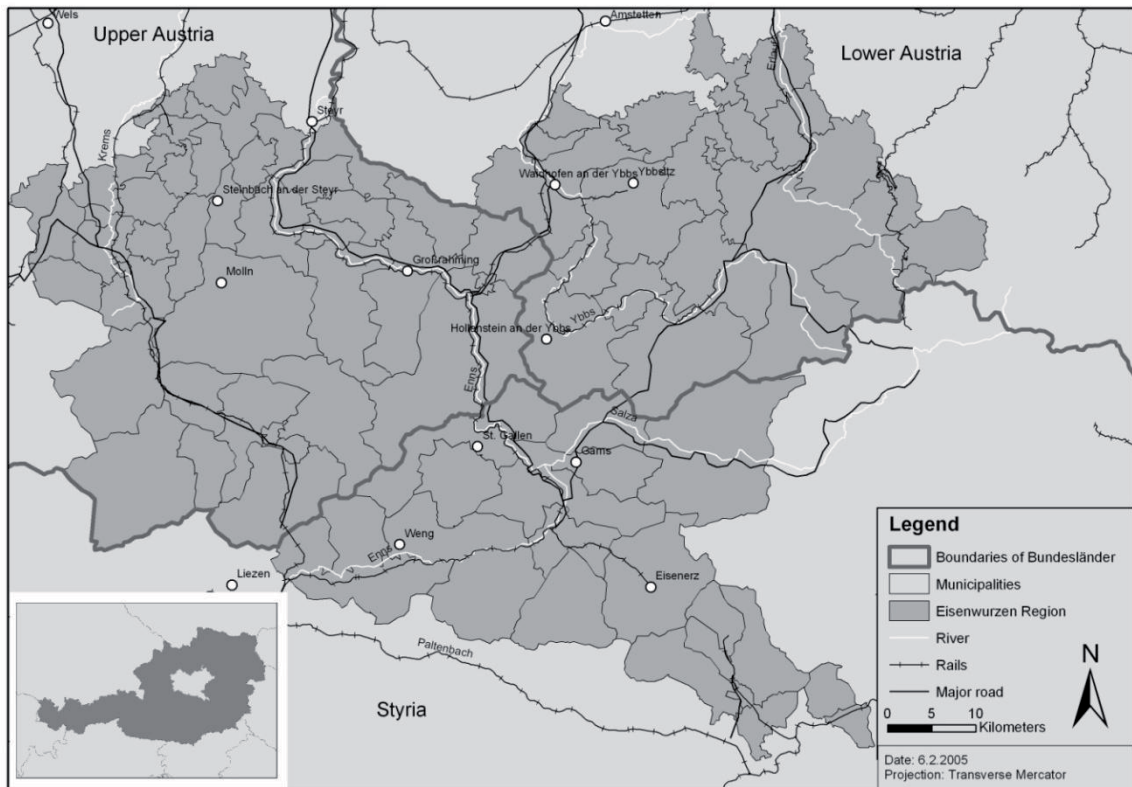 Wels
Upper Austria
Amstetten
Lower Austria
Erlauf
Krems
Steyr
Steinbach an der Steyr
Waidhofen an der Ybbs
Ybbsitz
Molln
Großraming
Ybbs
Hollenstein an der Ybbs
Enns
Salza
St. Gallen
Gams
Weng
Enns
Liezen
Eisenerz
Paltenbach
Styria
Legend
Boundaries of Bundesländer
Municipalities
Eisenwurzen Region
River
Rails
Major road
N
0 5 10
Kilometers
Date: 6.2.2005
Projection: Transverse Mercator